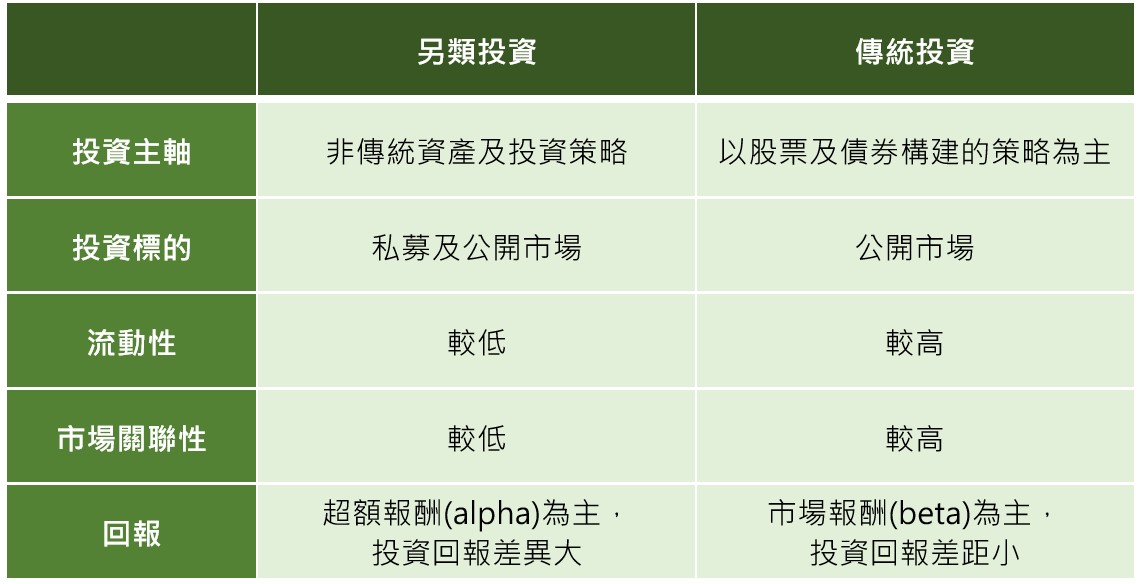 另類投資 傳統投資
投資主軸 非傳統資產及投資策略 以股票及債券構建的策略為主
投資標的 私募及公開市場 公開市場
流動性 較低 較高
市場關聯性 較低 較高
回報 超額報酬(alpha)為主， 市場報酬(beta)為主，
投資回報差異大 投資回報差距小